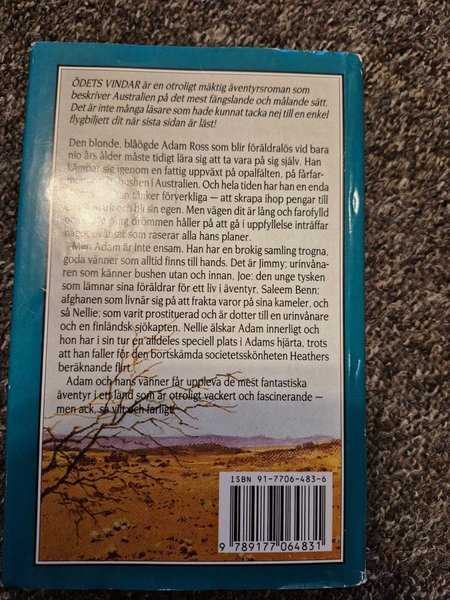 ÖDETS VINDAR är en otroligt mäktig äventyrsroman som
beskriver Australien på det mest fängslande och målande sätt.
Det är inte många läsare som hade kunnat tacka nej till en enkel
flygbiljett dit när sista sidan är läst!
Den blonde, blåögde Adam Ross som blir föräldralös vid bara
nio års ålder måste tidigt lära sig att ta vara på sig själv. Han
kämpar sig igenom en fattig uppväxt på opalfälten, på fårfar-
bushen i Australien. Och hela tiden har han en enda
tänker förverkliga — att skrapa ihop pengar till
mark och bli sin egen. Men vägen dit är lång och farofylld
gång drömmen håller på att gå i uppfyllelse inträffar
något oväntat som raserar alla hans planer.
Men Adam är inte ensam. Han har en brokig samling trogna,
goda vänner som alltid finns till hands. Det är Jimmy; urinvåna-
ren som känner bushen utan och innan. Joe; den unge tysken
som lämnar sina föräldrar för ett liv i äventyr. Saleem Benn;
afghanen som livnär sig på att frakta varor på sina kameler, och
så Nellie; som varit prostituerad och är dotter till en urinvånare
och en finländsk sjökapten. Nellie älskar Adam innerligt och
hon har i sin tur en alldeles speciell plats i Adams hjärta, trots
att han faller för den bortskämda societetsskönheten Heathers
beräknande flirt.
Adam och hans vänner får uppleva de mest fantastiska
äventyr i ett land som är otroligt vackert och fascinerande —
men ack, så vilt och farligt!
ISBN 91-7706-483-6
9 789177 064831